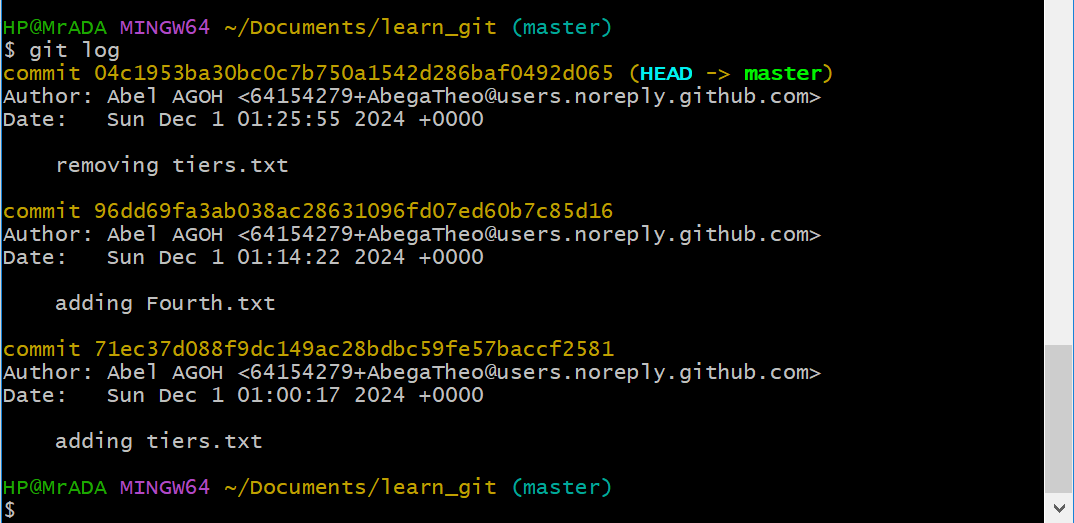 HP@MrADA MINGW64 ~/Documents/learn_git (master)
$ git log
commit 04c1953ba30bc0c7b750a1542d286baf0492d065 (HEAD -> master)
Author: Abel AGOH <64154279+AbegaTheo@users.noreply.github.com>
Date:   Sun Dec 1 01:25:55 2024 +0000

    removing tiers.txt

commit 96dd69fa3ab038ac28631096fd07ed60b7c85d16
Author: Abel AGOH <64154279+AbegaTheo@users.noreply.github.com>
Date:   Sun Dec 1 01:14:22 2024 +0000

    adding Fourth.txt

commit 71ec37d088f9dc149ac28bdbc59fe57baccf2581
Author: Abel AGOH <64154279+AbegaTheo@users.noreply.github.com>
Date:   Sun Dec 1 01:00:17 2024 +0000

    adding tiers.txt

HP@MrADA MINGW64 ~/Documents/learn_git (master)
$